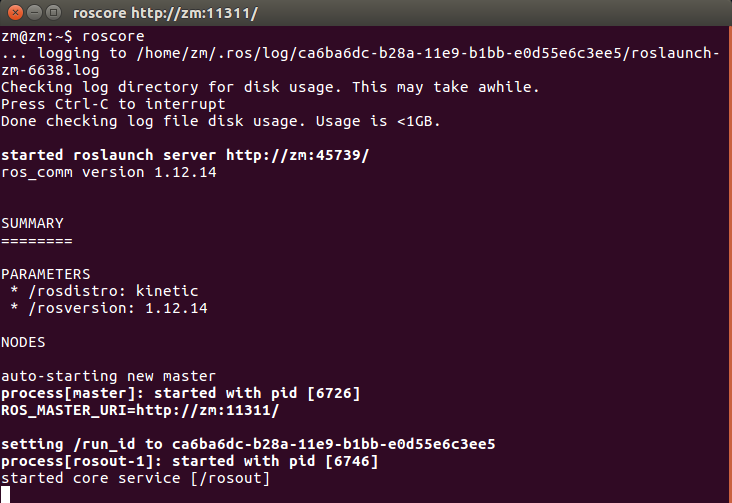 roscore http://zm:11311/
zm@zm:~$ roscore
... logging to /home/zm/.ros/log/ca6ba6dc-b28a-11e9-b1bb-e0d55e6c3ee5/roslaunch-
zm-6638.log
Checking log directory for disk usage. This may take awhile.
Press Ctrl-C to interrupt
Done checking log file disk usage. Usage is <1GB.
started roslaunch server http://zm:45739/
ros_comm version 1.12.14
SUMMARY
========
PARAMETERS
 * /rosdistro: kinetic
 * /rosversion: 1.12.14
NODES
auto-starting new master
process[master]: started with pid [6726]
ROS_MASTER_URI=http://zm:11311/
setting /run_id to ca6ba6dc-b28a-11e9-b1bb-e0d55e6c3ee5
process[rosout-1]: started with pid [6746]
started core service [/rosout]